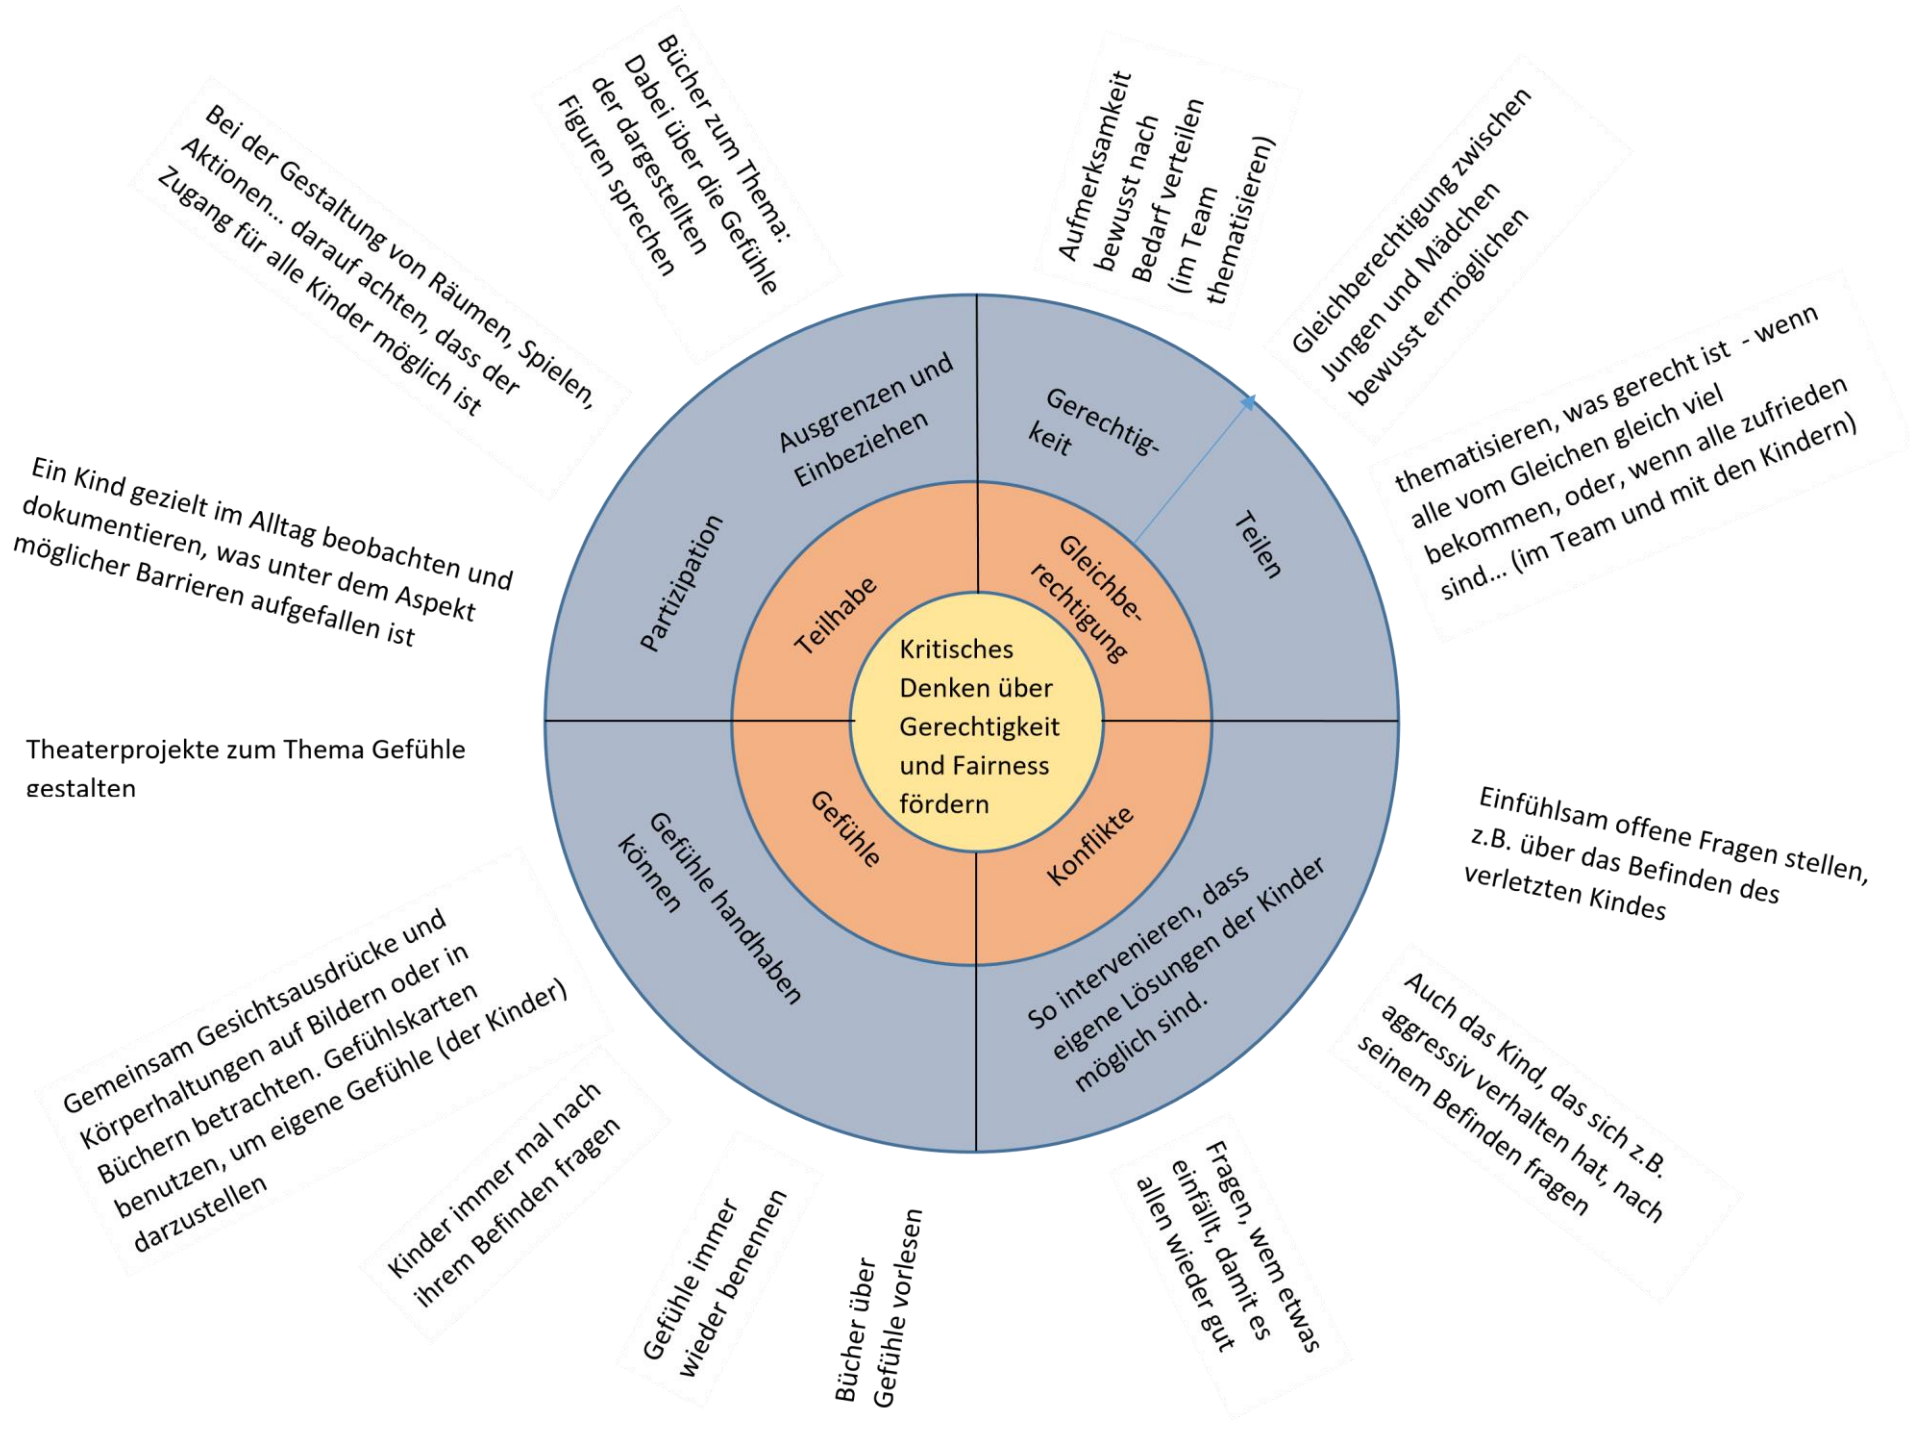 Kritisches
Denken über
Gerechtigkeit
und Fairness
fördern
Teilhabe
Gleichbe-
rechtigung
Konflikte
Gefühle
Partizipation
Ausgrenzen und
Einbeziehen
Gerechtig-
keit
Teilen
So intervenieren, dass
eigene Lösungen der Kinder
möglich sind.
Gefühle handhaben
können
Aufmerksamkeit
bewusst nach
Bedarf verteilen
(im Team
thematisieren)
Gleichberechtigung zwischen
Jungen und Mädchen
bewusst ermöglichen
thematisieren, was gerecht ist - wenn
alle vom Gleichen gleich viel
bekommen, oder, wenn alle zufrieden
sind... (im Team und mit den Kindern)
Einfühlsam offene Fragen stellen,
z.B. über das Befinden des
verletzten Kindes
Auch das Kind, das sich z.B.
aggressiv verhalten hat, nach
seinem Befinden fragen
Fragen, wem etwas
einfällt, damit es
allen wieder gut
Bücher über
Gefühle vorlesen
Gefühle immer
wieder benennen
Kinder immer mal nach
ihrem Befinden fragen
Gemeinsam Gesichtsausdrücke und
Körperhaltungen auf Bildern oder in
Büchern betrachten. Gefühlskarten
benutzen, um eigene Gefühle (der Kinder)
darzustellen
Theaterprojekte zum Thema Gefühle
gestalten
Ein Kind gezielt im Alltag beobachten und
dokumentieren, was unter dem Aspekt
möglicher Barrieren aufgefallen ist
Bei der Gestaltung von Räumen, Spielen,
Aktionen... darauf achten, dass der
Zugang für alle Kinder möglich ist
Bücher zum Thema:
Dabei über die Gefühle
der dargestellten
Figuren sprechen